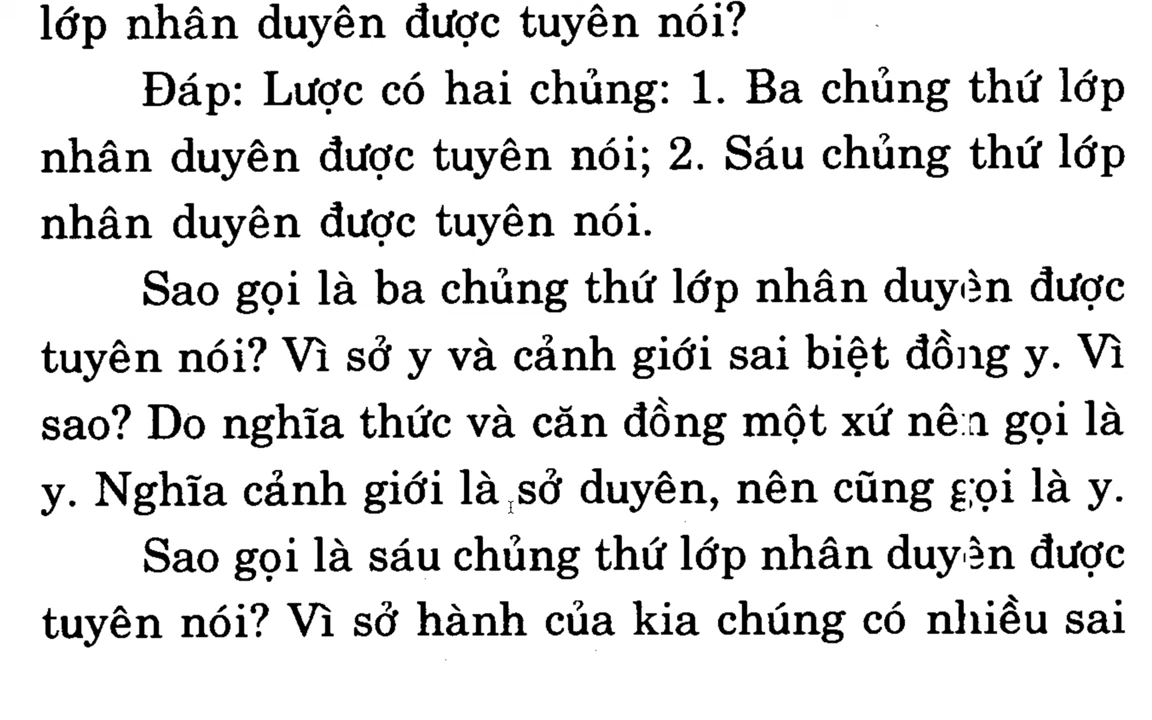 lớp nhân duyên được tuyên nói?
Đáp: Lược có hai chủng: 1. Ba chủng thứ lớp
nhân duyên được tuyên nói; 2. Sáu chủng thứ lớp
nhân duyên được tuyên nói.
Sao gọi là ba chủng thứ lớp nhân duyên được
tuyên nói? Vì sở y và cảnh giới sai biệt đồng y. Vì
sao? Do nghĩa thức và căn đồng một xứ nên gọi là
y. Nghĩa cảnh giới là sở duyên, nên cũng gọi là y.
Sao gọi là sáu chủng thứ lớp nhân duyên được
tuyên nói? Vì sở hành của kia chúng có nhiều sai